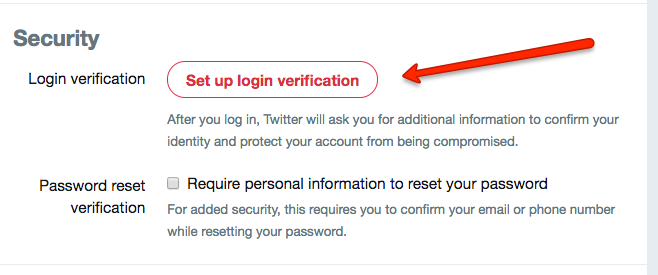 Security
Login verification
Set up login verification
After you log in, Twitter will ask you for additional information to confirm your
identity and protect your account from being compromised.
Password reset
verification
Require personal information to reset your password
For added security, this requires you to confirm your email or phone number
while resetting your password.